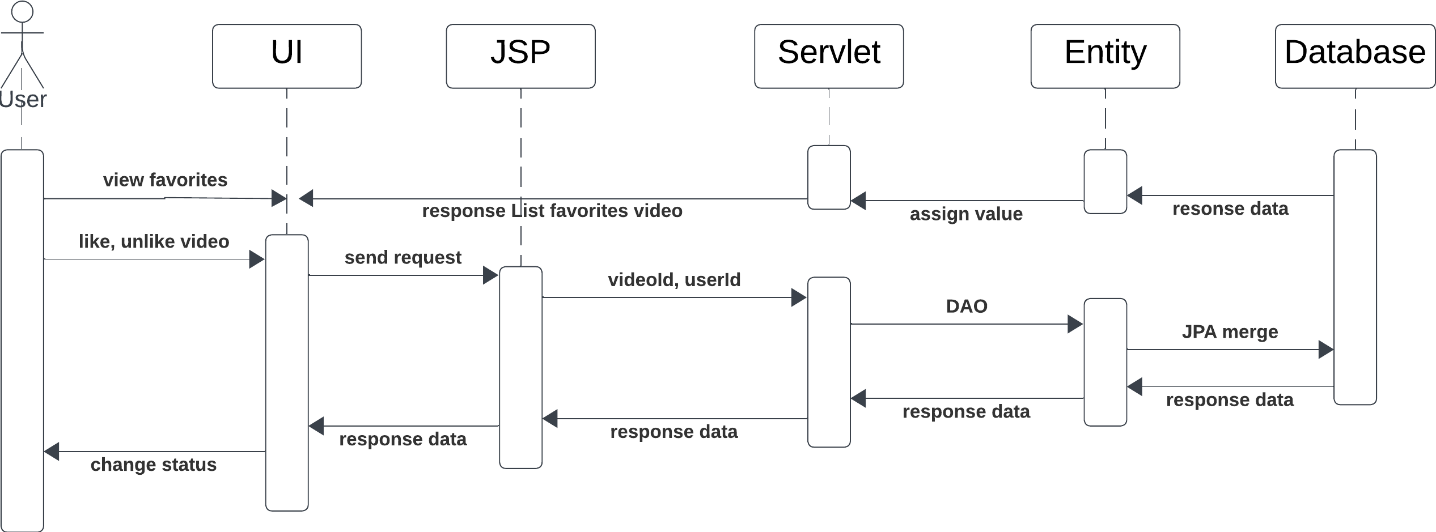 User
UI
JSP
Servlet
Entity
Database
view favorites
response List favorites video
assign value
resonse data
like, unlike video
send request
videoId, userId
DAO
JPA merge
response data
response data
response data
response data
change status